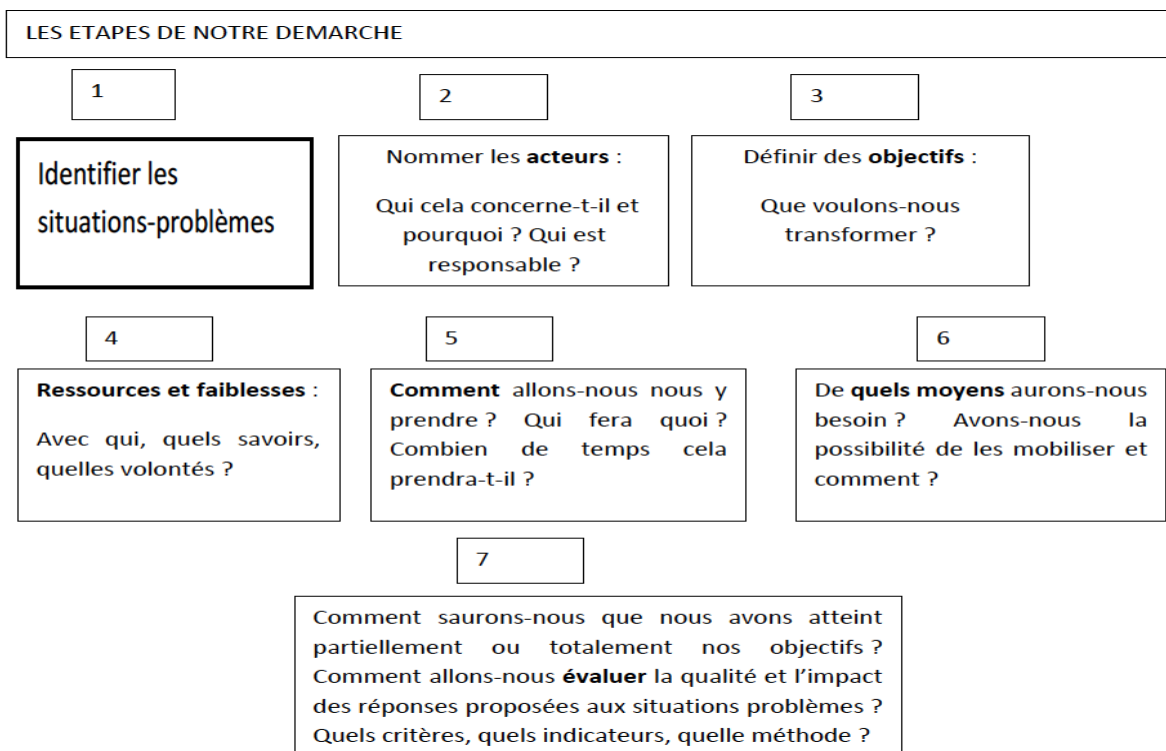 LES ETAPES DE NOTRE DEMARCHE
1
Identifier les
situations-problèmes
2
Nommer les acteurs :
Qui cela concerne-t-il et
pourquoi ? Qui est
responsable ?
3
Définir des objectifs :
Que voulons-nous
transformer ?
4
Ressources et faiblesses :
Avec qui, quels savoirs,
quelles volontés ?
5
Comment allons-nous nous y
prendre ? Qui fera quoi ?
Combien de temps cela
prendra-t-il ?
6
De quels moyens aurons-nous
besoin ? Avons-nous la
possibilité de les mobiliser et
comment ?
7
Comment saurons-nous que nous avons atteint
partiellement ou totalement nos objectifs ?
Comment allons-nous évaluer la qualité et l’impact
des réponses proposées aux situations problèmes ?
Quels critères, quels indicateurs, quelle méthode ?